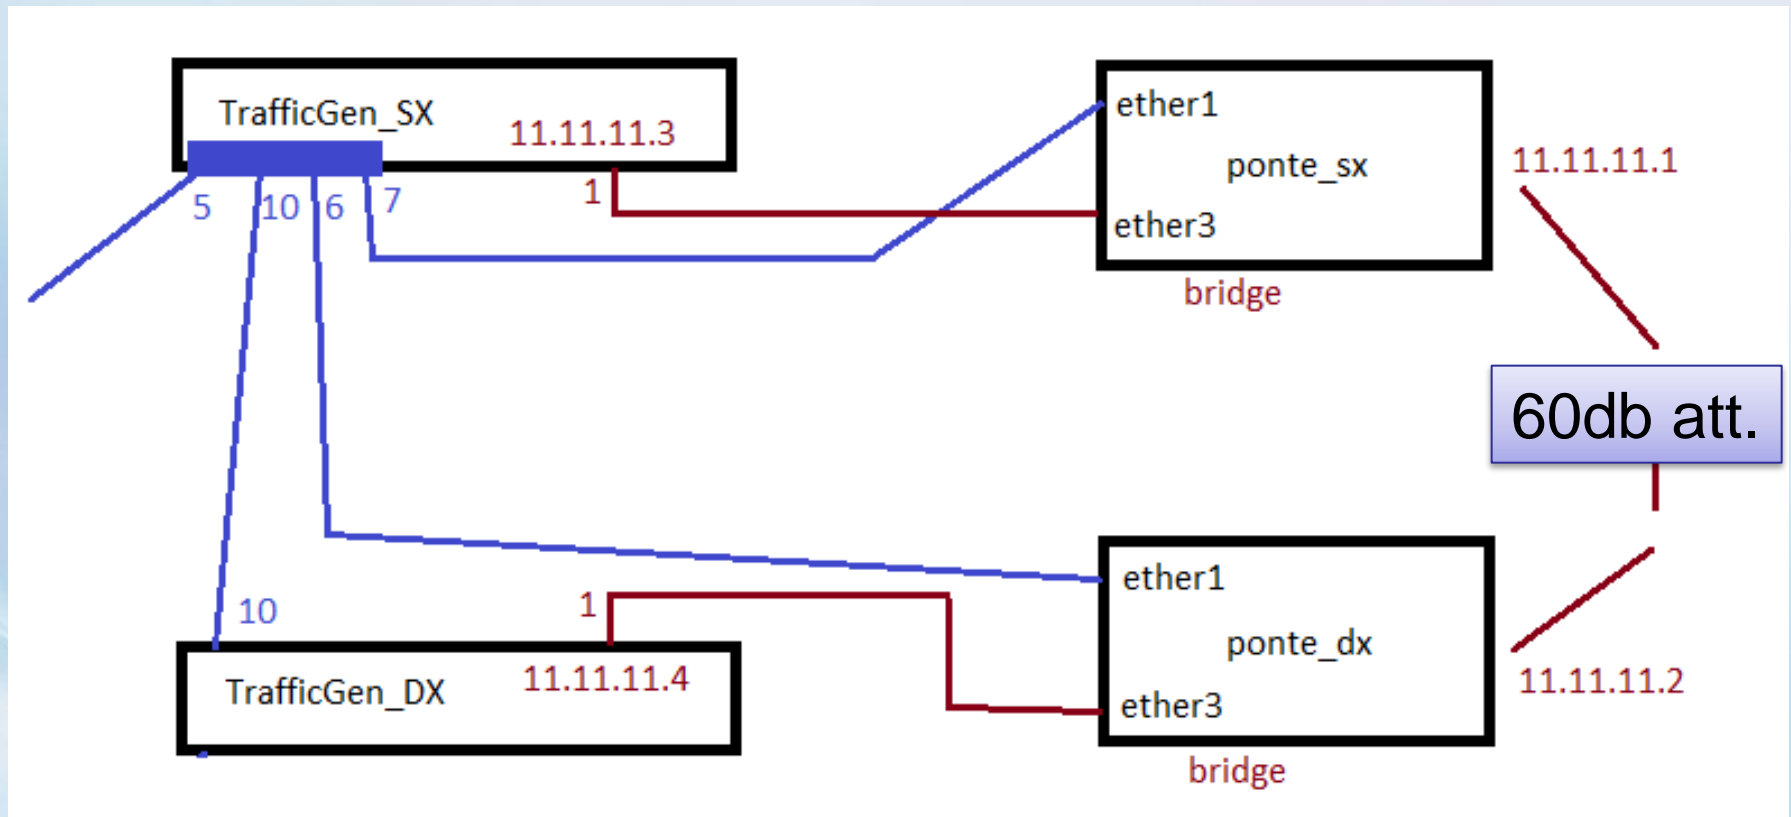 TrafficGen_SX
11.11.11.3
5
10
6
7
1
ether1
ponte_sx
ether3
bridge
11.11.11.1
60db att.
10
TrafficGen_DX
1
11.11.11.4
ether1
ponte_dx
ether3
bridge
11.11.11.2